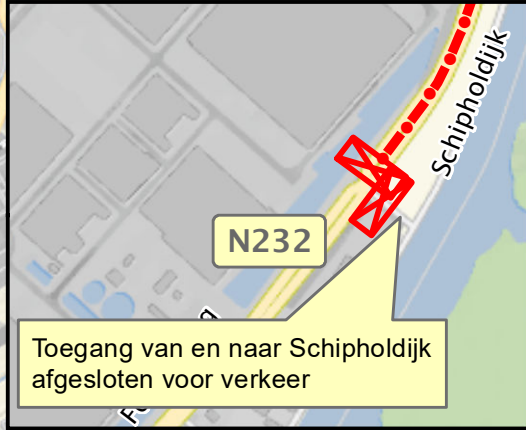 Schipholdijk
N232
Toegang van en naar Schipholdijk
afgesloten voor verkeer